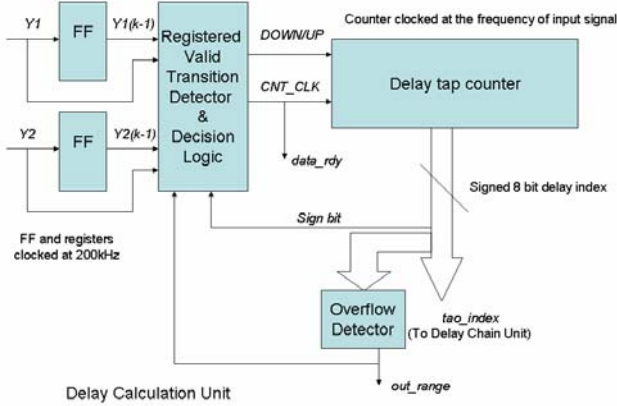 Y1
FF
Y1(k-1)
Y2
FF
Y2(k-1)
FF and registers
clocked at 200kHz
Registered
Valid
Transition
Detector
&
Decision
Logic
DOWN/UP
CNT_CLK
data_rdy
Counter clocked at the frequency of input signal
Delay tap counter
Signed 8 bit delay index
Sign bit
Overflow
Detector
tao_index
(To Delay Chain Unit)
out_range
Delay Calculation Unit